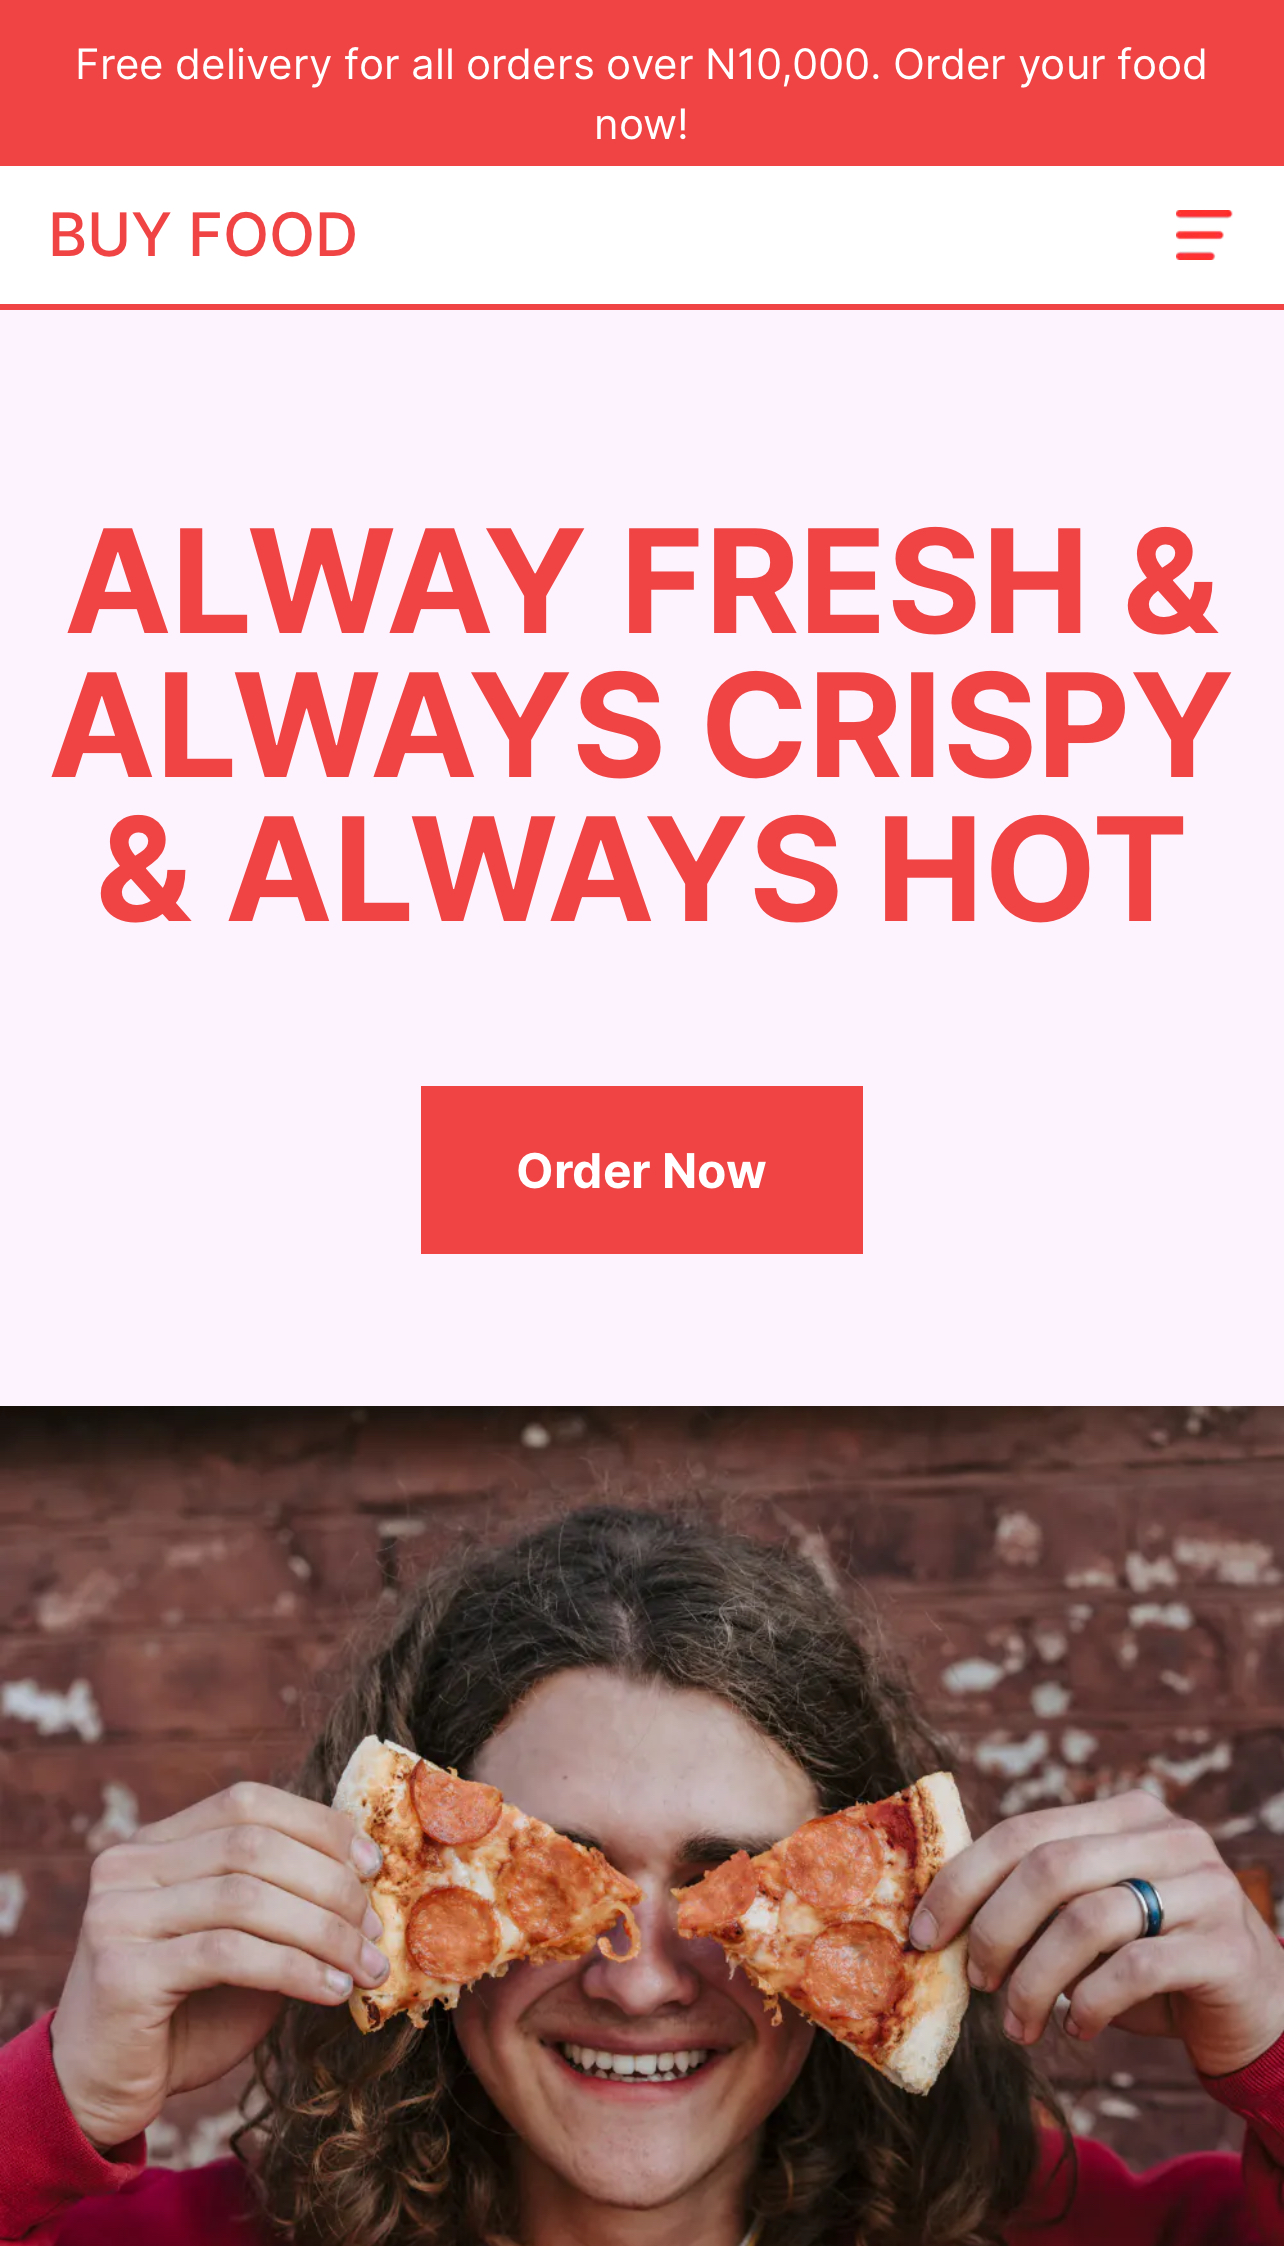 Free delivery for all orders over N10,000. Order your food
now!
BUY FOOD
ALWAY FRESH &
ALWAYS CRISPY
& ALWAYS HOT
Order Now